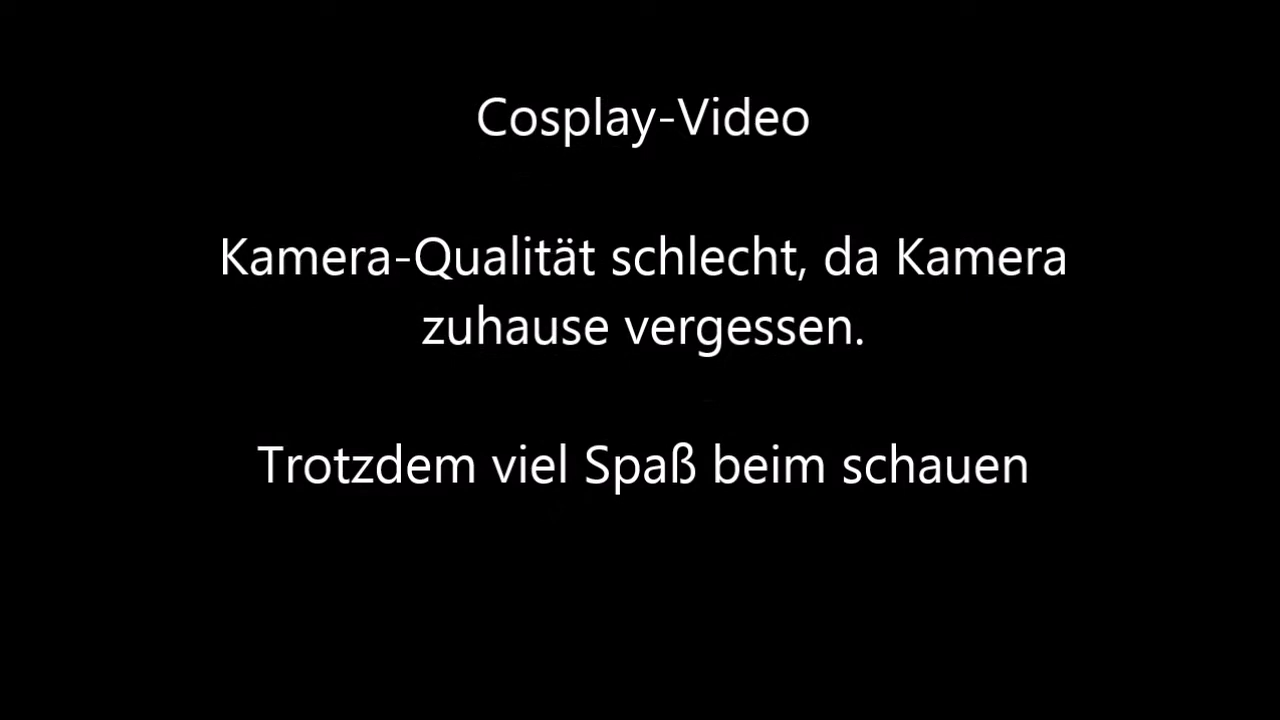 Cosplay-Video
Kamera-Qualität schlecht, da Kamera
zuhause vergessen.
Trotzdem viel Spaß beim schauen